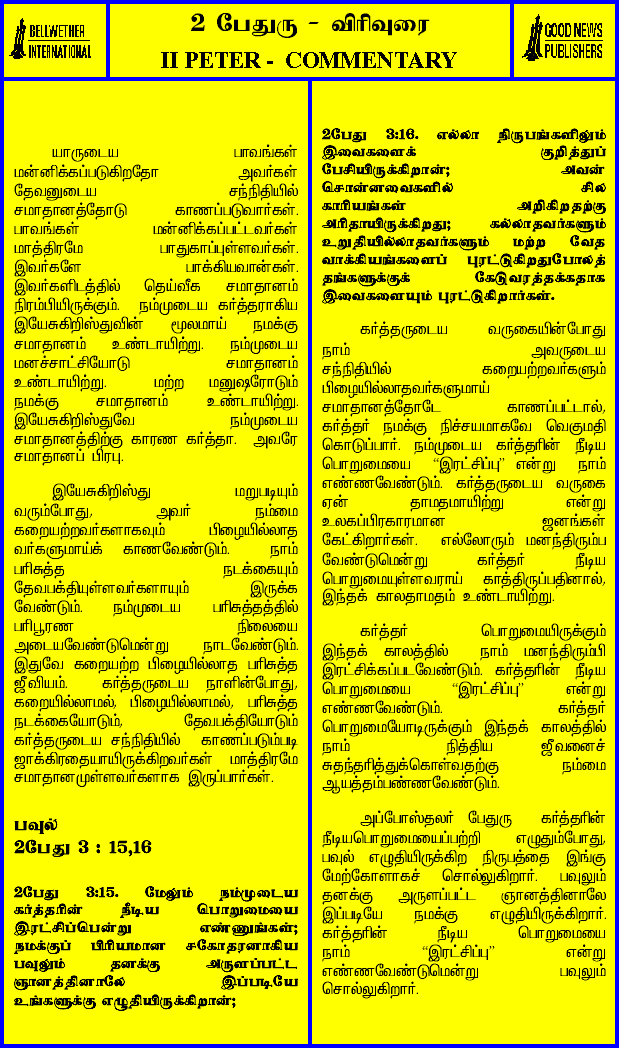 BELLWETHER
INTERNATIONAL
2 பேதுரு - விரிவுரை
II PETER - COMMENTARY
GOOD NEWS
PUBLISHERS
யாருடைய பாவங்கள்
மன்னிக்கப்படுகிறதோ அவர்கள்
தேவனுடைய சந்நிதியில்
சமாதானத்தோடு காணப்படுவார்கள்.
பாவங்கள் மன்னிக்கப்பட்டவர்கள்
மாத்திரமே பாதுகாப்புள்ளவர்கள்.
இவர்களே பாக்கியவான்கள்.
இவர்களிடத்தில் தெய்வீக சமாதானம்
நிரம்பியிருக்கும். நம்முடைய கர்த்தராகிய
இயேசுகிறிஸ்துவின் மூலமாய் நமக்கு
சமாதானம் உண்டாயிற்று. நம்முடைய
மனச்சாட்சியோடு சமாதானம்
உண்டாயிற்று. மற்ற மனுஷரோடும்
நமக்கு சமாதானம் உண்டாயிற்று.
இயேசுகிறிஸ்துவே நம்முடைய
சமாதானத்திற்கு காரண கர்த்தா. அவரே
சமாதானப் பிரபு.
இயேசுகிறிஸ்து மறுபடியும்
வரும்போது, அவர் நம்மை
கறையற்றவர்களாகவும் பிழையில்லாத
வர்களுமாய்க் காணவேண்டும். நாம்
பரிசுத்த நடக்கையும்
தேவபக்தியுள்ளவர்களாயும் இருக்க
வேண்டும். நம்முடைய பரிசுத்தத்தில்
பரிபூரண நிலையை
அடையவேண்டுமென்று நாடவேண்டும்.
இதுவே கறையற்ற பிழையில்லாத பரிசுத்த
ஜீவியம். கர்த்தருடைய நாளின்போது,
கறையில்லாமல், பிழையில்லாமல், பரிசுத்த
நடக்கையோடும், தேவபக்தியோடும்
கர்த்தருடைய சந்நிதியில் காணப்படும்படி
ஜாக்கிரதையாயிருக்கிறவர்கள் மாத்திரமே
சமாதானமுள்ளவர்களாக இருப்பார்கள்.
பவுல்
2பேது 3 : 15,16
2பேது 3:15. மேலும் நம்முடைய
கர்த்தரின் நீடிய பொறுமையை
இரட்சிப்பென்று எண்ணுங்கள்;
நமக்குப் பிரியமான சகோதரனாகிய
பவுலும் தனக்கு அருளப்பட்ட
ஞானத்தினாலே இப்படியே
உங்களுக்கு எழுதியிருக்கிறான்;
2பேது 3:16. எல்லா நிருபங்களிலும்
இவைகளைக் குறித்துப்
பேசியிருக்கிறான்; அவன்
சொன்னவைகளில் சில
காரியங்கள் அறிகிறதற்கு
அரிதாயிருக்கிறது; கல்லாதவர்களும்
உறுதியில்லாதவர்களும் மற்ற வேத
வாக்கியங்களைப் புரட்டுகிறதுபோலத்
தங்களுக்குக் கேடுவரத்தக்கதாக
இவைகளையும் புரட்டுகிறார்கள்.
கர்த்தருடைய வருகையின்போது
நாம் அவருடைய
சந்நிதியில் கறையற்றவர்களும்
பிழையில்லாதவர்களுமாய்
சமாதானத்தோடே காணப்பட்டால்,
கர்த்தர் நமக்கு நிச்சயமாகவே வெகுமதி
கொடுப்பார். நம்முடைய கர்த்தரின் நீடிய
பொறுமையை “இரட்சிப்பு” என்று நாம்
எண்ணவேண்டும். கர்த்தருடைய வருகை
ஏன் தாமதமாயிற்று என்று
உலகப்பிரகாரமான ஜனங்கள்
கேட்கிறார்கள். எல்லோரும் மனந்திரும்ப
வேண்டுமென்று கர்த்தர் நீடிய
பொறுமையுள்ளவராய் காத்திருப்பதினால்,
இந்தக் காலதாமதம் உண்டாயிற்று.
கர்த்தர் பொறுமையிருக்கும்
இந்தக் காலத்தில் நாம் மனந்திரும்பி
இரட்சிக்கப்படவேண்டும். கர்த்தரின் நீடிய
பொறுமையை “இரட்சிப்பு” என்று
எண்ணவேண்டும். கர்த்தர்
பொறுமையோடிருக்கும் இந்தக் காலத்தில்
நாம் நித்திய ஜீவனைச்
சுதந்தரித்துக்கொள்வதற்கு நம்மை
ஆயத்தம்பண்ணவேண்டும்.
அப்போஸ்தலர் பேதுரு கர்த்தரின்
நீடியபொறுமையைப்பற்றி எழுதும்போது,
பவுல் எழுதியிருக்கிற நிருபத்தை இங்கு
மேற்கோளாகச் சொல்லுகிறார். பவுலும்
தனக்கு அருளப்பட்ட ஞானத்தினாலே
இப்படியே நமக்கு எழுதியிருக்கிறார்.
கர்த்தரின் நீடிய பொறுமையை
நாம் “இரட்சிப்பு” என்று
எண்ணவேண்டுமென்று பவுலும்
சொல்லுகிறார்.